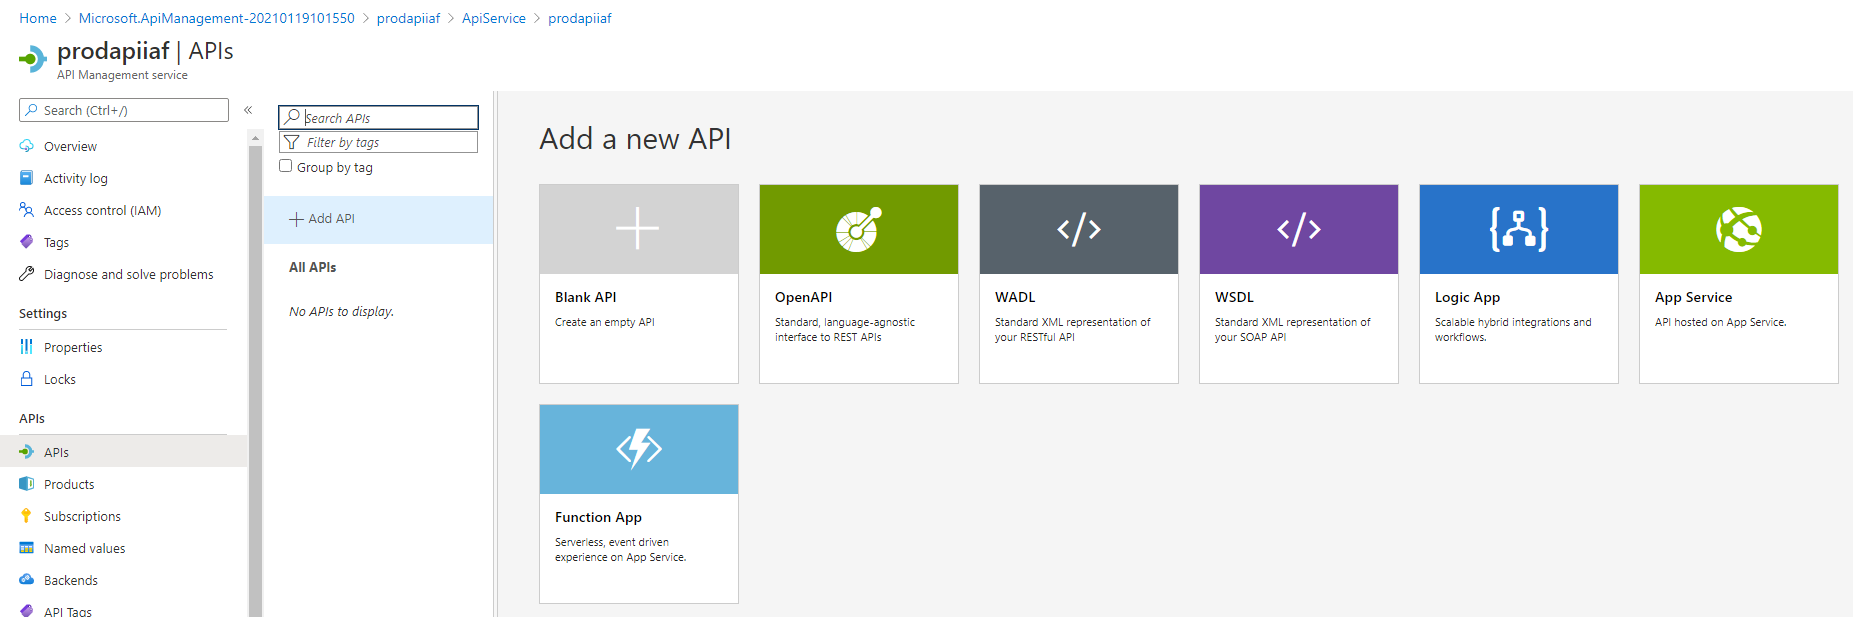 Home > Microsoft.ApiManagement-20210119101550 > prodapiiaf > ApiService > prodapiiaf
prodapiiaf | APIs
API Management service
Search (Ctrl+/)
«
Overview
Activity log
Access control (IAM)
Tags
Diagnose and solve problems
Settings
Properties
Locks
APIs
APIs
Products
Subscriptions
Named values
Backends
API Tags
Search APIs
Filter by tags
Group by tag
+ Add API
All APIs
No APIs to display.
Add a new API
Blank API
Create an empty API
OpenAPI
Standard, language-agnostic
interface to REST APIs
</>
WADL
Standard XML representation of
your RESTful API
</>
WSDL
Standard XML representation of
your SOAP API
Logic App
Scalable hybrid integrations and
workflows.
App Service
API hosted on App Service.
Function App
Serverless, event driven
experience on App Service.